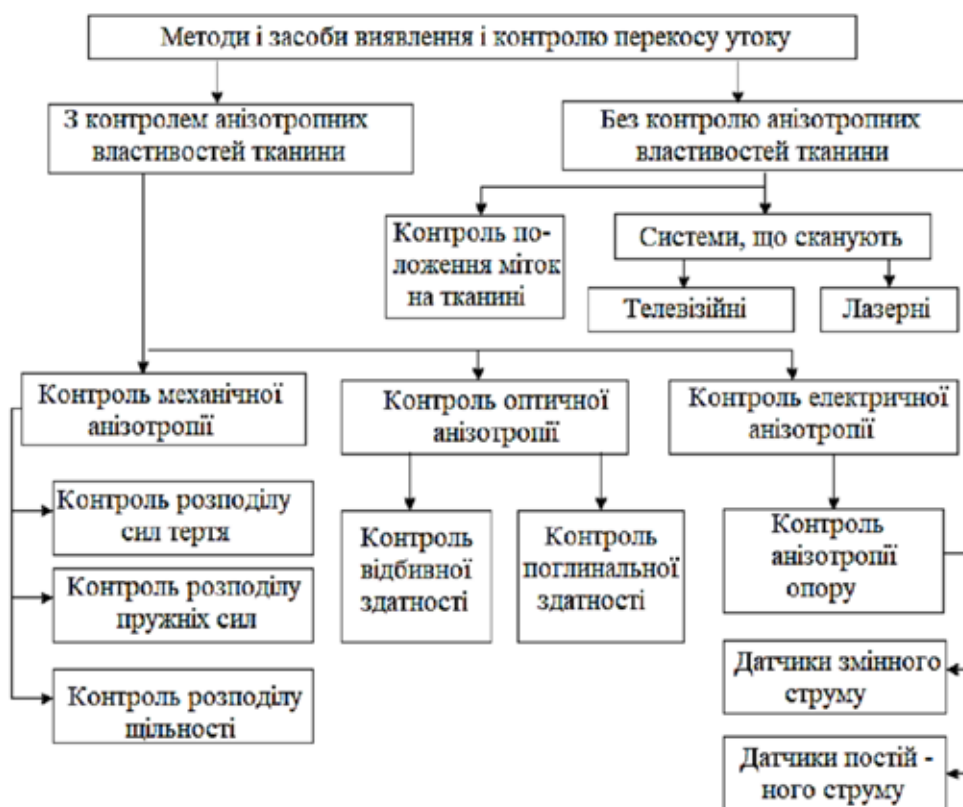 Методи і засоби виявлення і контролю перекосу утоку
З контролем анізотропних
властивостей тканини
Без контролю анізотропних
властивостей тканини
Контроль по-
ложення міток
на тканині
Системи, що сканують
Телевізійні
Лазерні
Контроль механічної
анізотропії
Контроль оптичної
анізотропії
Контроль електричної
анізотропії
Контроль розподілу
сил тертя
Контроль розподілу
пружніх сил
Контроль розподілу
щільності
Контроль
відбивної
здатності
Контроль
поглинальної
здатності
Контроль
анізотропії
опору
Датчики змінного
струму
Датчики постій -
ного струму